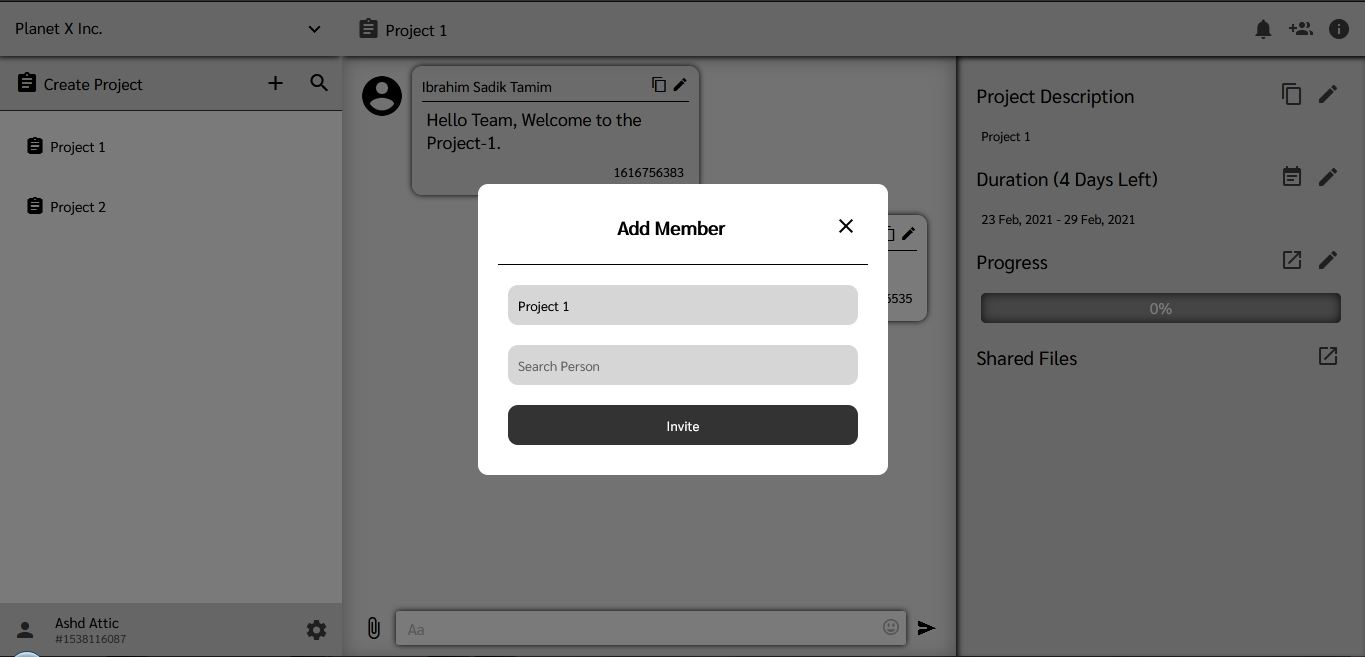 Planet X Inc.
Project 1
Create Project
Project 1
Project 2
Ashd Attic
#1538116087
Ibrahim Sadik Tamim
Hello Team, Welcome to the
Project-1.
1616756383
Add Member
Project 1
Search Person
Invite
Aa
Project Description
Project 1
Duration (4 Days Left)
23 Feb, 2021 - 29 Feb, 2021
Progress
0%
Shared Files